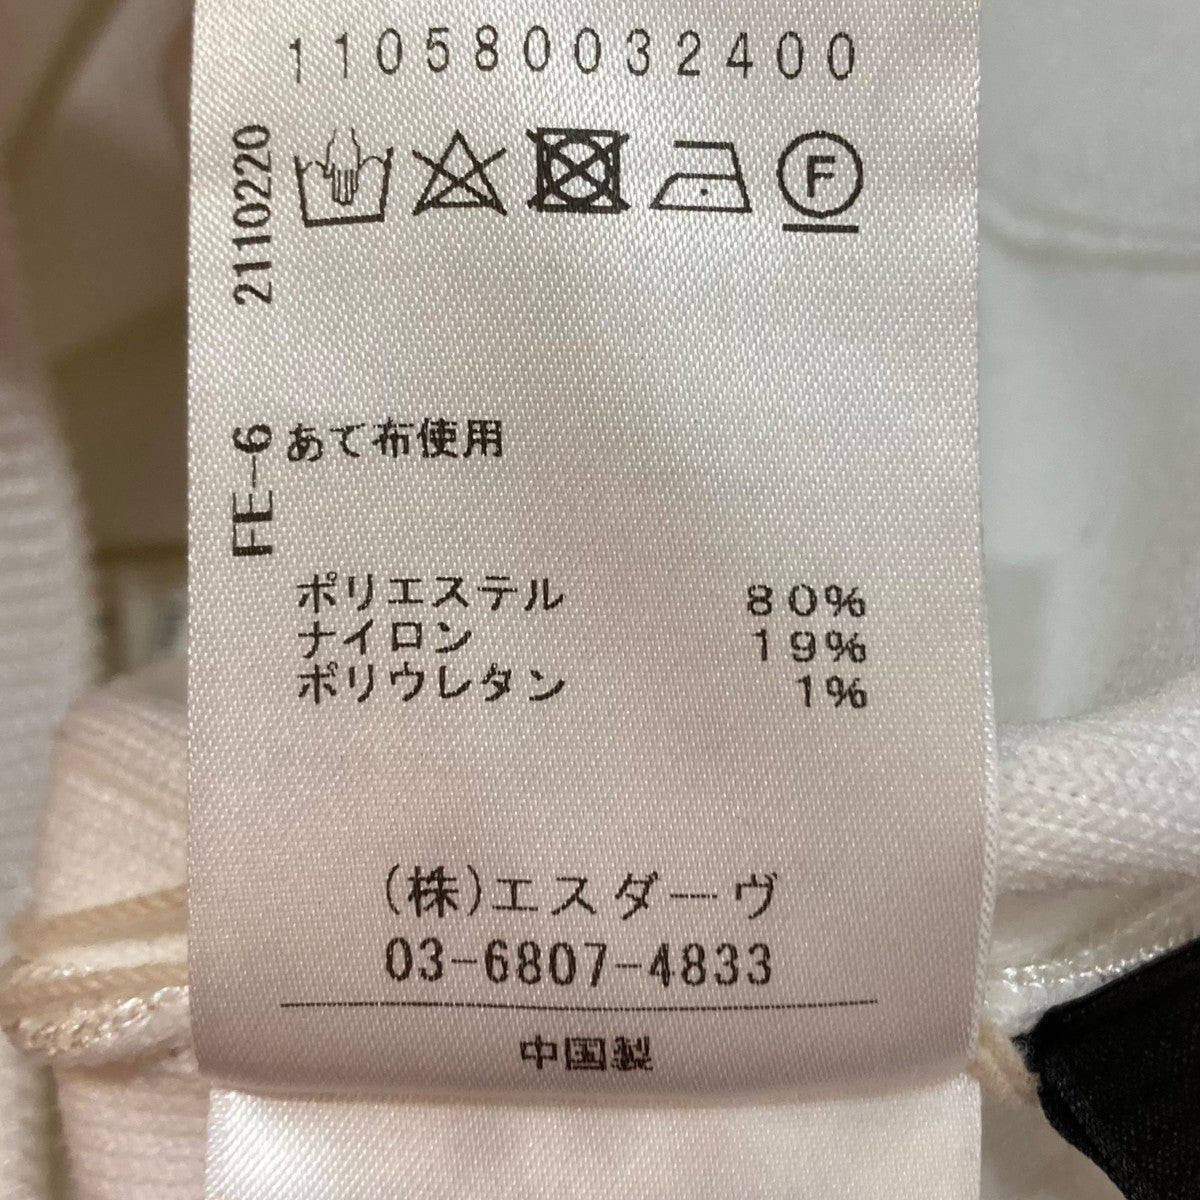 110580032400
2110220
F
FE-6
あて布使用
ポリエステル 80%
ナイロン 19%
ポリウレタン 1%
(株)エスダーヴ
03-6807-4833
中国製